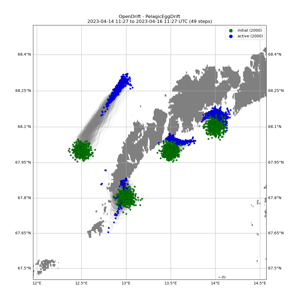 OpenDrift - PelagicEggDrift
2023-04-14 11:27 to 2023-04-16 11:27 UTC (49 steps)
initial (2000)
active (2000)
68.4°N
68.4°N
68.25°N
68.25°N
68.1°N
68.1°N
67.95°N
67.95°N
67.8°N
67.8°N
67.65°N
67.65°N
67.5°N
67.5°N
12°E
12.5°E
13°E
13.5°E
14°E
14.5°E